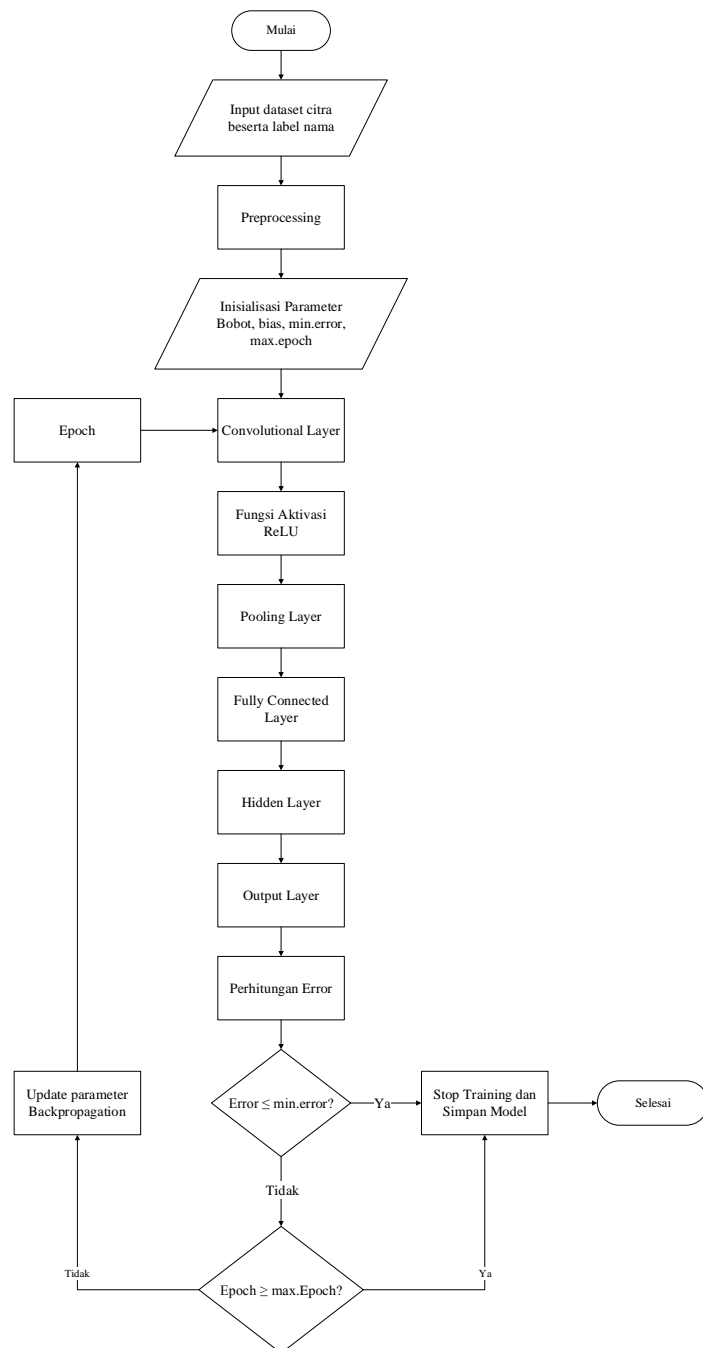 Mulai
Input dataset citra
beserta label nama
Preprocessing
Inisialisasi Parameter
Bobot, bias, min.error,
max.epoch
Epoch
Convolutional Layer
Fungsi Aktivasi
ReLU
Pooling Layer
Fully Connected
Layer
Hidden Layer
Output Layer
Perhitungan Error
Update parameter
Backpropagation
Error ≤ min.error?
Ya
Stop Training dan
Simpan Model
Selesai
Tidak
Tidak
Epoch ≥ max.Epoch?
Ya